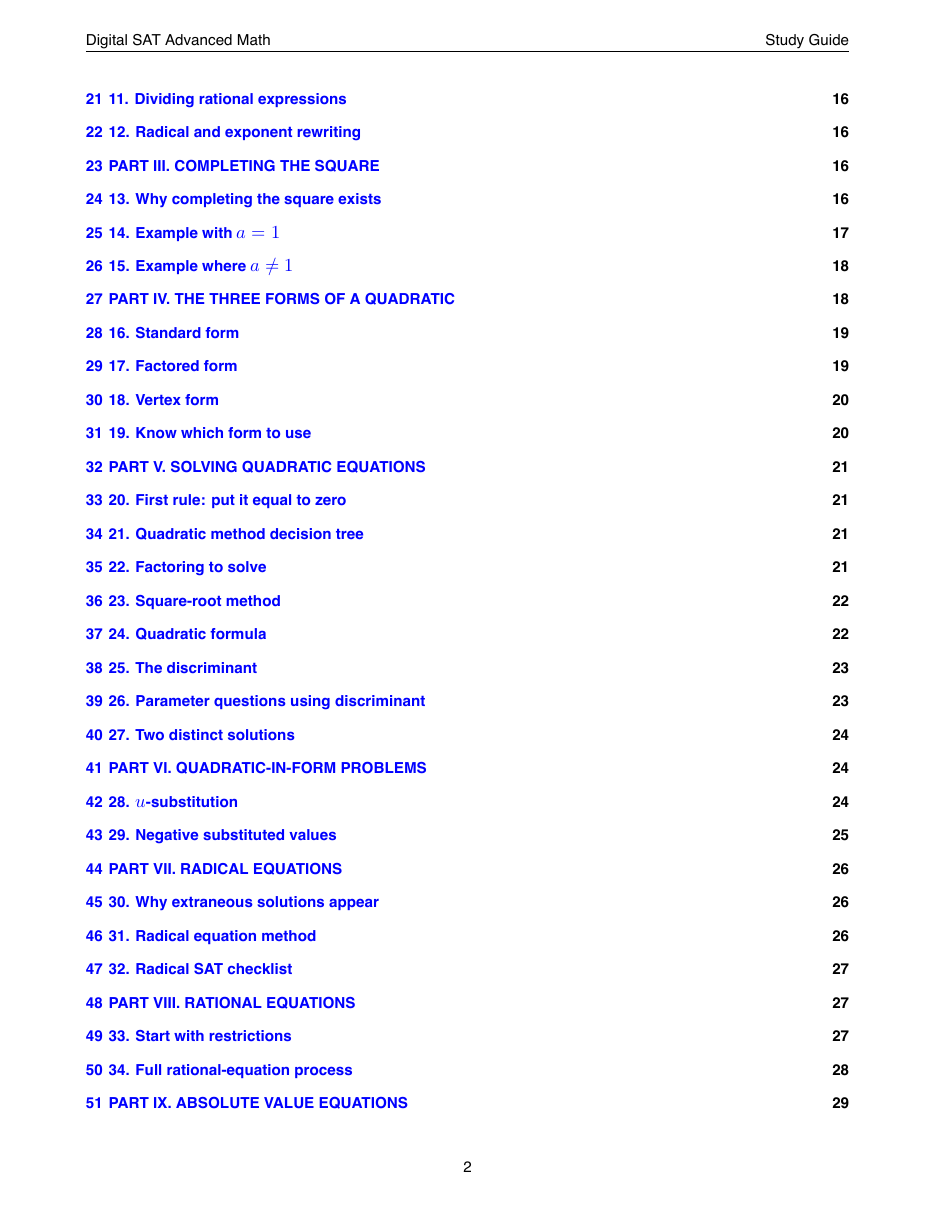 Digital SAT Advanced Math Study Guide
21 11. Dividing rational expressions 16
22 12. Radical and exponent rewriting 16
23 PART III. COMPLETING THE SQUARE 16
24 13. Why completing the square exists 16
25 14. Example with a = 1 17
26 15. Example where a ≠ 1 18
27 PART IV. THE THREE FORMS OF A QUADRATIC 18
28 16. Standard form 19
29 17. Factored form 19
30 18. Vertex form 20
31 19. Know which form to use 20
32 PART V. SOLVING QUADRATIC EQUATIONS 21
33 20. First rule: put it equal to zero 21
34 21. Quadratic method decision tree 21
35 22. Factoring to solve 21
36 23. Square-root method 22
37 24. Quadratic formula 22
38 25. The discriminant 23
39 26. Parameter questions using discriminant 23
40 27. Two distinct solutions 24
41 PART VI. QUADRATIC-IN-FORM PROBLEMS 24
42 28. u-substitution 24
43 29. Negative substituted values 25
44 PART VII. RADICAL EQUATIONS 26
45 30. Why extraneous solutions appear 26
46 31. Radical equation method 26
47 32. Radical SAT checklist 27
48 PART VIII. RATIONAL EQUATIONS 27
49 33. Start with restrictions 27
50 34. Full rational-equation process 28
51 PART IX. ABSOLUTE VALUE EQUATIONS 29
2